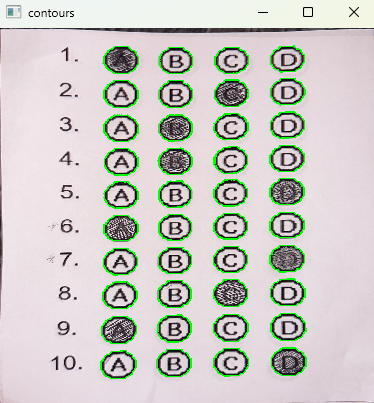 contours
1. A B C D
2. A B C D
3. A B C D
4. A B C D
5. A B C D
*6. A B C D
*7. A B C D
8. A B C D
9. A B C D
10. A B C D